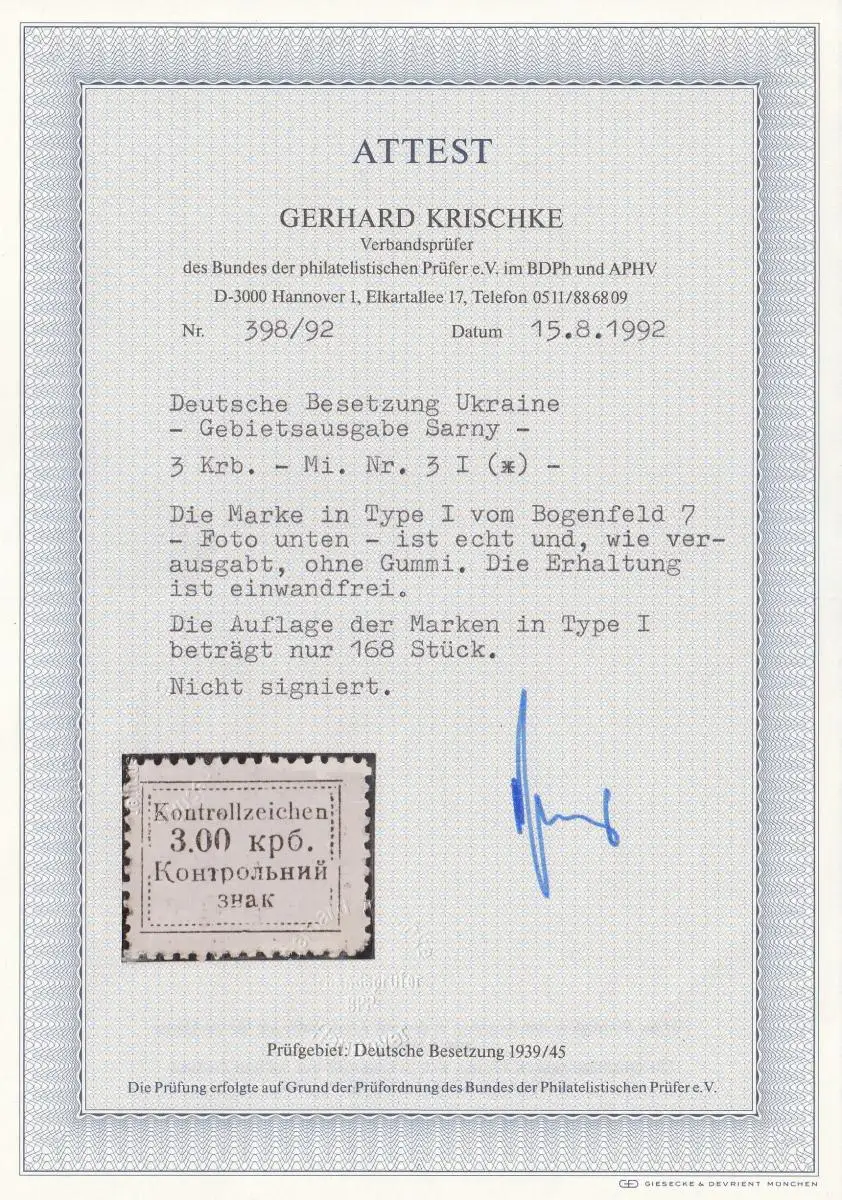 ATTEST
GERHARD KRISCHKE
Verbandsprüfer
des Bundes der philatelistischen Prüfer e.V. im BDPh und APHV
D-3000 Hannover 1, Elkartallee 17, Telefon 0511/886809
Nr. 398/92 Datum 15.8.1992
Deutsche Besetzung Ukraine
- Gebietsausgabe Sarny -
3 Krb. - Mi. Nr. 3 I (*) -
Die Marke in Type I vom Bogenfeld 7
- Foto unten - ist echt und, wie ver-
ausgabt, ohne Gummi. Die Erhaltung
ist einwandfrei.
Die Auflage der Marken in Type I
beträgt nur 168 Stück.
Nicht signiert.
Kontrollzeichen
3.00 крб.
Контрольний
знак
BPP
Prüfgebiet: Deutsche Besetzung 1939/45
Die Prüfung erfolgte auf Grund der Prüfordnung des Bundes der Philatelistischen Prüfer e.V.
GIESECKE & DEVRIENT MÜNCHEN